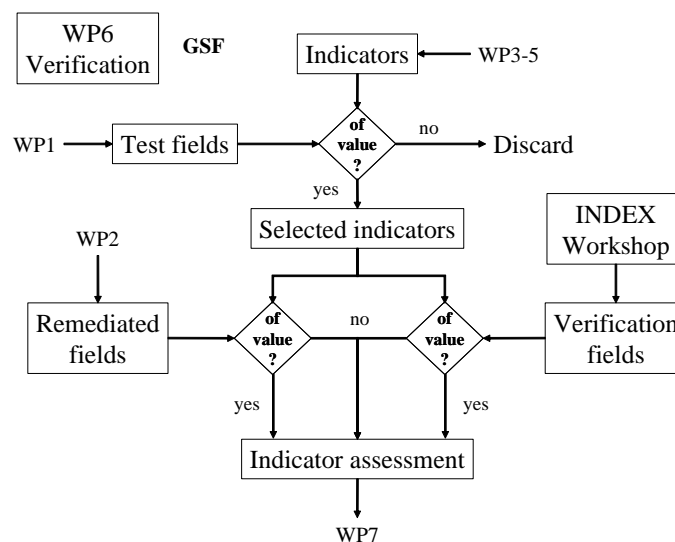 WP6
Verification
GSF
Indicators
WP3-5
WP1
Test fields
of
value
?
no
Discard
yes
Selected indicators
INDEX
Workshop
WP2
Remediated
fields
of
value
?
no
of
value
?
Verification
fields
yes
yes
Indicator assessment
WP7